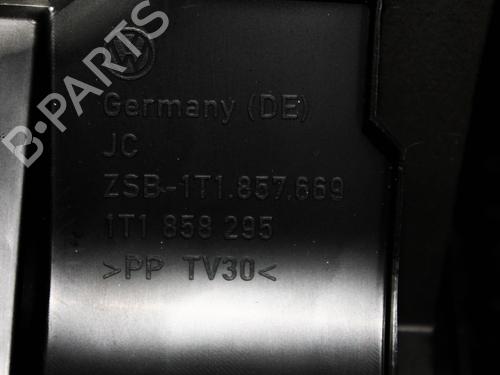 B-PARTS
Germany (DE)
JC
ZSB-1T1.857.669
1T1 858 295
>PP TV30<